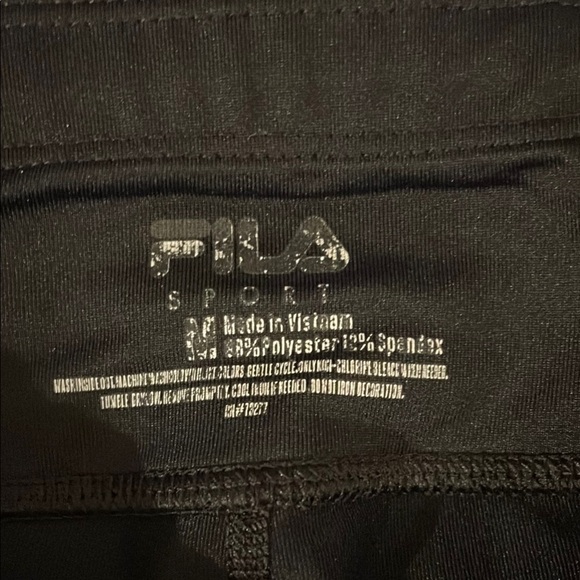 FILA
SPORT
M Made in Vietnam
88% Polyester 12% Spandex
WASH INSIDE OUT. MACHINE WASH COLD WITH LIKE COLORS. GENTLE CYCLE. ONLY NON-CHLORINE BLEACH WHEN NEEDED.
TUMBLE DRY LOW. REMOVE PROMPTLY. COOL IRON IF NEEDED. DO NOT IRON DECORATION.
RN#73277